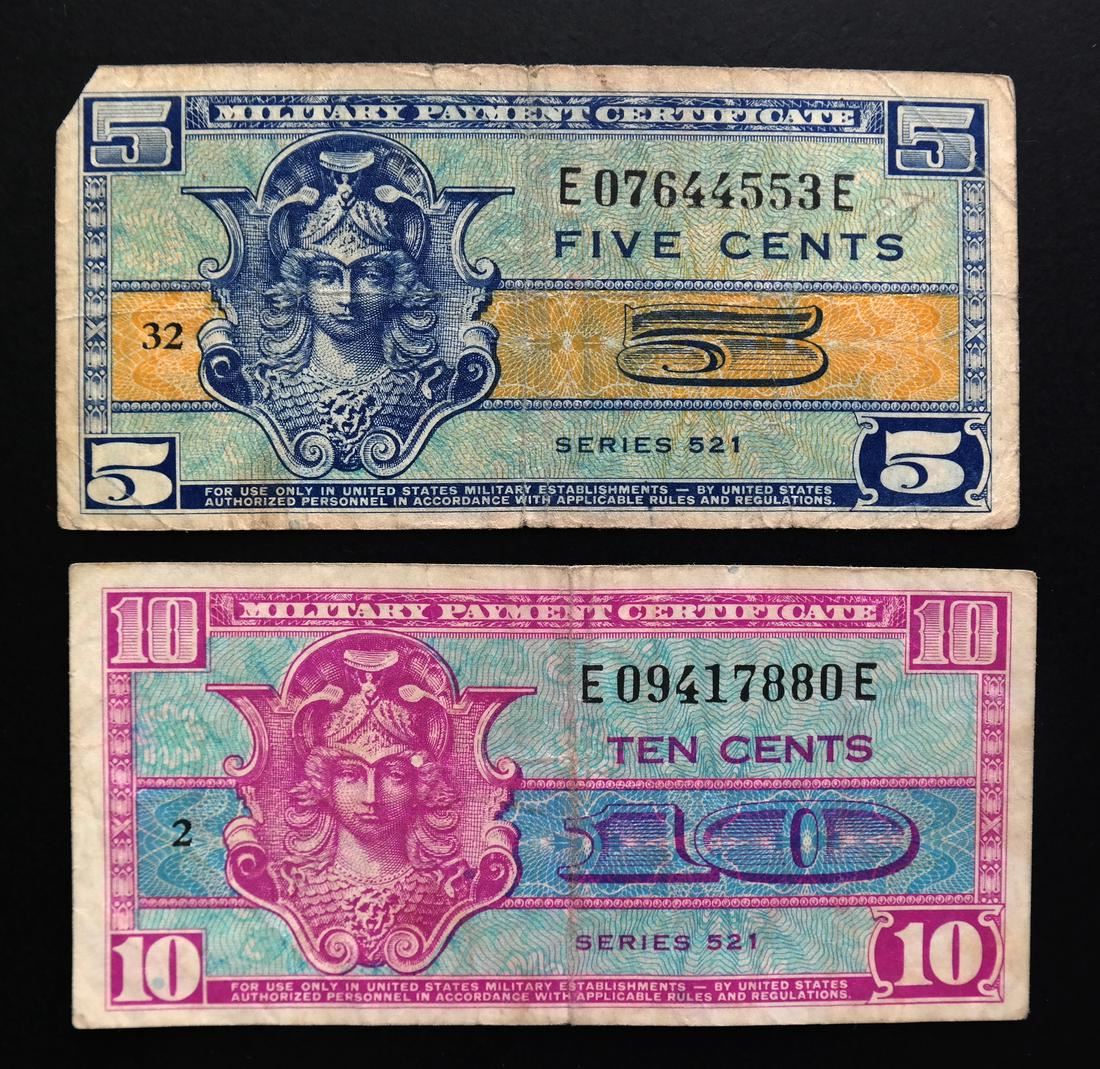 5 MILITARY PAYMENT CERTIFICATE 5
E07644553E
FIVE CENTS
32 5
SERIES 521
5 5
FOR USE ONLY IN UNITED STATES MILITARY ESTABLISHMENTS — BY UNITED STATES
AUTHORIZED PERSONNEL IN ACCORDANCE WITH APPLICABLE RULES AND REGULATIONS.
10 MILITARY PAYMENT CERTIFICATE 10
E09417880E
TEN CENTS
2 10
SERIES 521
10 10
FOR USE ONLY IN UNITED STATES MILITARY ESTABLISHMENTS — BY UNITED STATES
AUTHORIZED PERSONNEL IN ACCORDANCE WITH APPLICABLE RULES AND REGULATIONS.